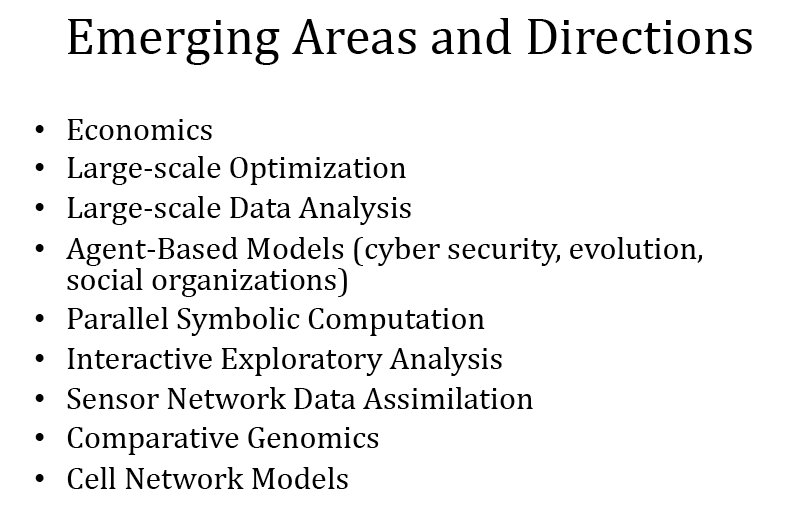 Emerging Areas and Directions
• Economics
• Large-scale Optimization
• Large-scale Data Analysis
• Agent-Based Models (cyber security, evolution,
social organizations)
• Parallel Symbolic Computation
• Interactive Exploratory Analysis
• Sensor Network Data Assimilation
• Comparative Genomics
• Cell Network Models